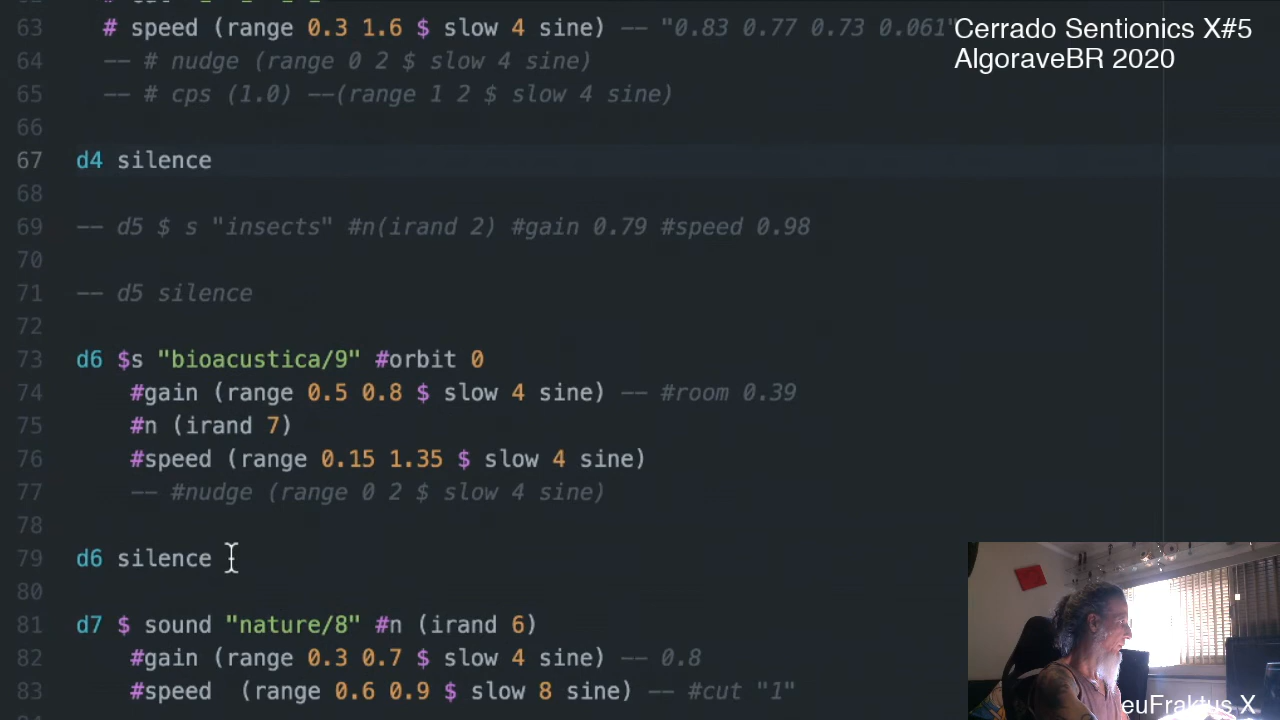 63 # speed (range 0.3 1.6 $ slow 4 sine) -- "0.83 0.77 0.73 0.061"
Cerrado Sentionics X#5
AlgoraveBR 2020
64 -- # nudge (range 0 2 $ slow 4 sine)
65 -- # cps (1.0) --(range 1 2 $ slow 4 sine)
66
67 d4 silence
68
69 -- d5 $ s "insects" #n(irand 2) #gain 0.79 #speed 0.98
70
71 -- d5 silence
72
73 d6 $s "bioacustica/9" #orbit 0
74 #gain (range 0.5 0.8 $ slow 4 sine) -- #room 0.39
75 #n (irand 7)
76 #speed (range 0.15 1.35 $ slow 4 sine)
77 -- #nudge (range 0 2 $ slow 4 sine)
78
79 d6 silence
80
81 d7 $ sound "nature/8" #n (irand 6)
82 #gain (range 0.3 0.7 $ slow 4 sine) -- 0.8
83 #speed  (range 0.6 0.9 $ slow 8 sine) -- #cut "1"
euFraktus X